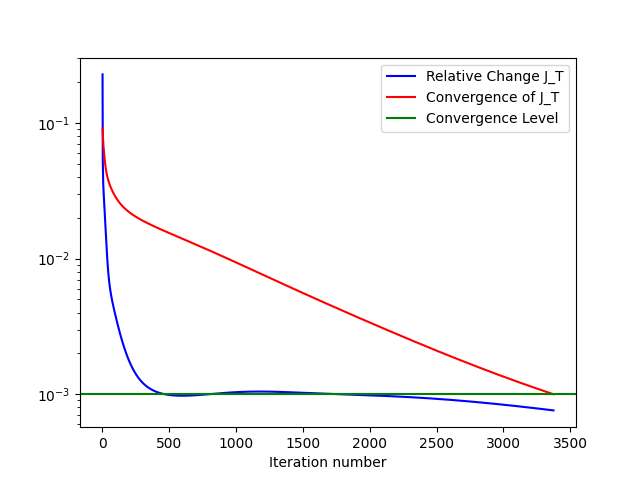 Relative Change J_T
Convergence of J_T
Convergence Level
10⁻¹
10⁻²
10⁻³
0 500 1000 1500 2000 2500 3000 3500
Iteration number